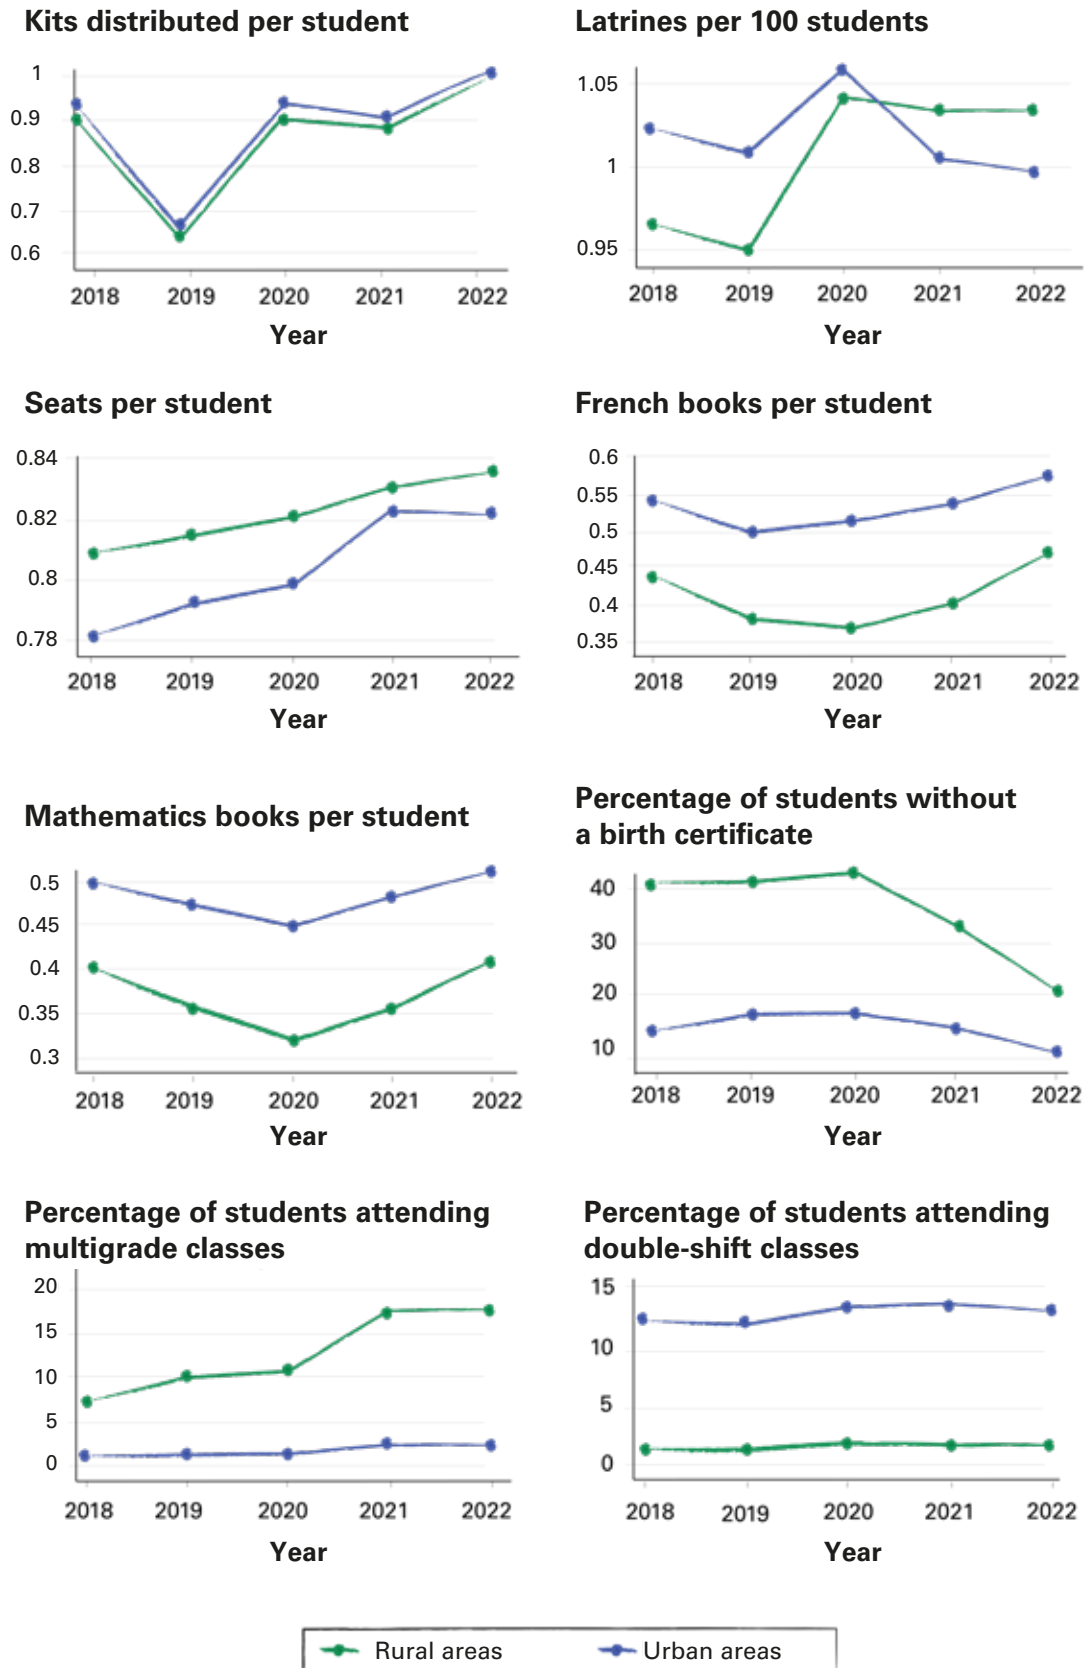 Kits distributed per student
1
0.9
0.8
0.7
0.6
2018 2019 2020 2021 2022
Year
Latrines per 100 students
1.05
1
0.95
2018 2019 2020 2021 2022
Year
Seats per student
0.84
0.82
0.8
0.78
2018 2019 2020 2021 2022
Year
French books per student
0.6
0.55
0.5
0.45
0.4
0.35
2018 2019 2020 2021 2022
Year
Mathematics books per student
0.5
0.45
0.4
0.35
0.3
2018 2019 2020 2021 2022
Year
Percentage of students without
a birth certificate
40
30
20
10
2018 2019 2020 2021 2022
Year
Percentage of students attending
multigrade classes
20
15
10
5
0
2018 2019 2020 2021 2022
Year
Percentage of students attending
double-shift classes
15
10
5
0
2018 2019 2020 2021 2022
Year
Rural areas Urban areas